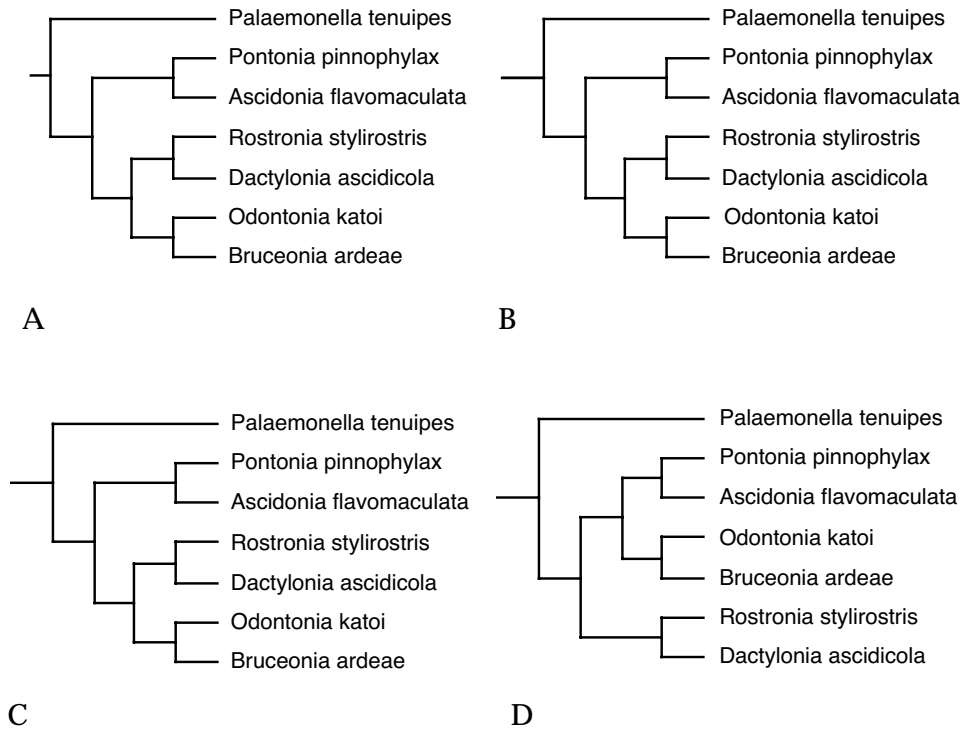 Palaemonella tenuipes
Pontonia pinnophylax
Ascidonia flavomaculata
Rostronia stylirostris
Dactylonia ascidicola
Odontonia katoi
Bruceonia ardeae
A
Palaemonella tenuipes
Pontonia pinnophylax
Ascidonia flavomaculata
Rostronia stylirostris
Dactylonia ascidicola
Odontonia katoi
Bruceonia ardeae
B
Palaemonella tenuipes
Pontonia pinnophylax
Ascidonia flavomaculata
Rostronia stylirostris
Dactylonia ascidicola
Odontonia katoi
Bruceonia ardeae
C
Palaemonella tenuipes
Pontonia pinnophylax
Ascidonia flavomaculata
Odontonia katoi
Bruceonia ardeae
Rostronia stylirostris
Dactylonia ascidicola
D